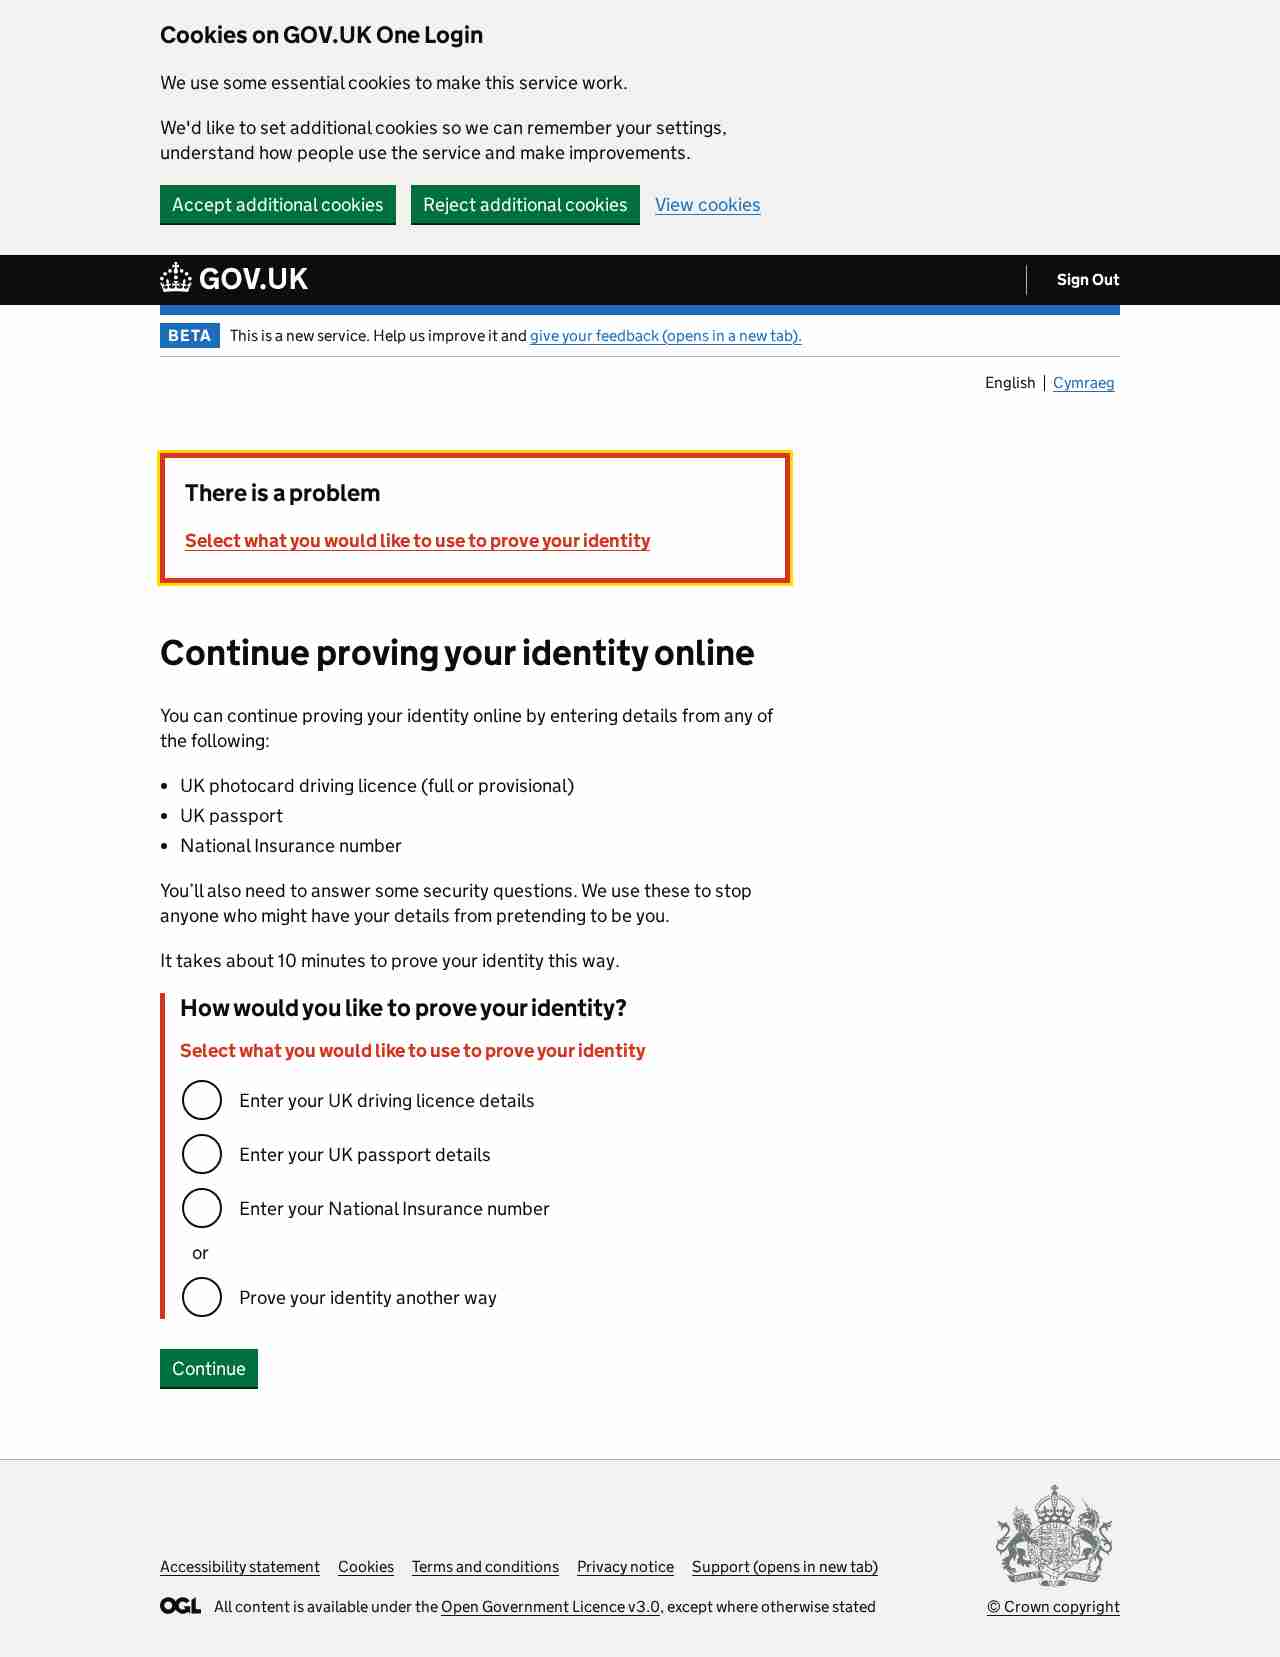 Cookies on GOV.UK One Login
We use some essential cookies to make this service work.
We'd like to set additional cookies so we can remember your settings,
understand how people use the service and make improvements.
Accept additional cookies
Reject additional cookies
View cookies
GOV.UK
Sign Out
BETA
This is a new service. Help us improve it and give your feedback (opens in a new tab).
English
Cymraeg
There is a problem
Select what you would like to use to prove your identity
Continue proving your identity online
You can continue proving your identity online by entering details from any of
the following:
• UK photocard driving licence (full or provisional)
• UK passport
• National Insurance number
You’ll also need to answer some security questions. We use these to stop
anyone who might have your details from pretending to be you.
It takes about 10 minutes to prove your identity this way.
How would you like to prove your identity?
Select what you would like to use to prove your identity
Enter your UK driving licence details
Enter your UK passport details
Enter your National Insurance number
or
Prove your identity another way
Continue
Accessibility statement
Cookies
Terms and conditions
Privacy notice
Support (opens in new tab)
OGL
All content is available under the Open Government Licence v3.0, except where otherwise stated
© Crown copyright